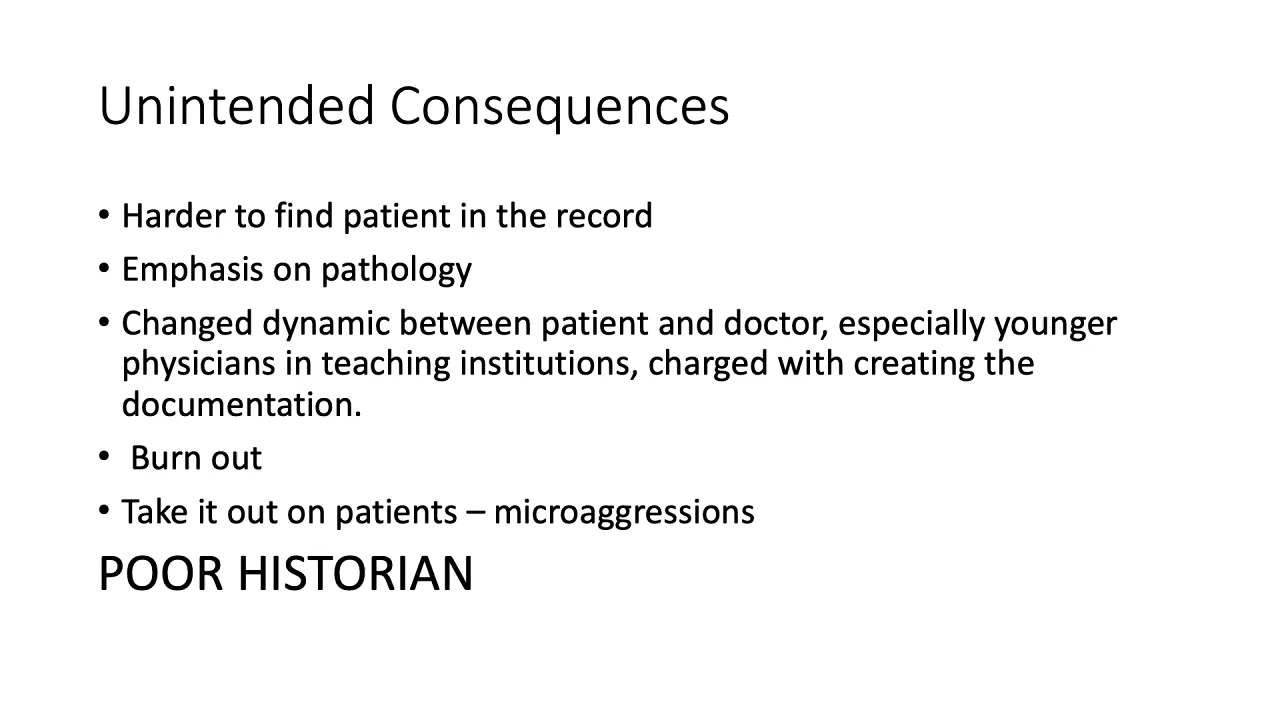 Unintended Consequences
• Harder to find patient in the record
• Emphasis on pathology
• Changed dynamic between patient and doctor, especially younger
physicians in teaching institutions, charged with creating the
documentation.
• Burn out
• Take it out on patients – microaggressions
POOR HISTORIAN